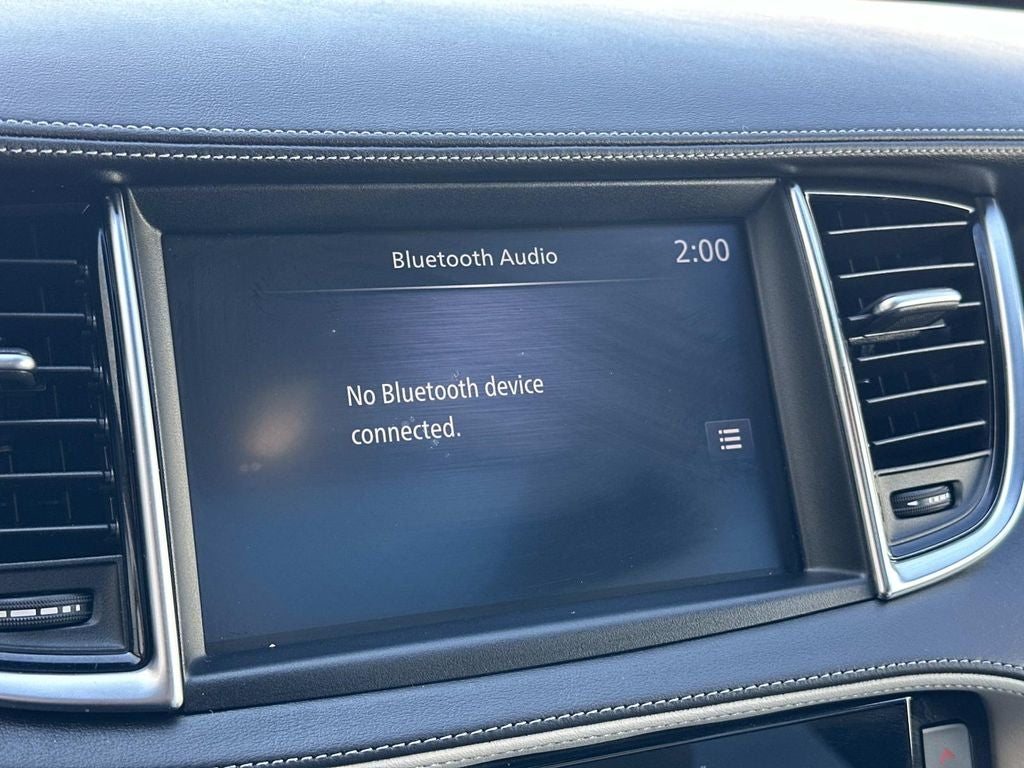 Bluetooth Audio
2:00
No Bluetooth device
connected.